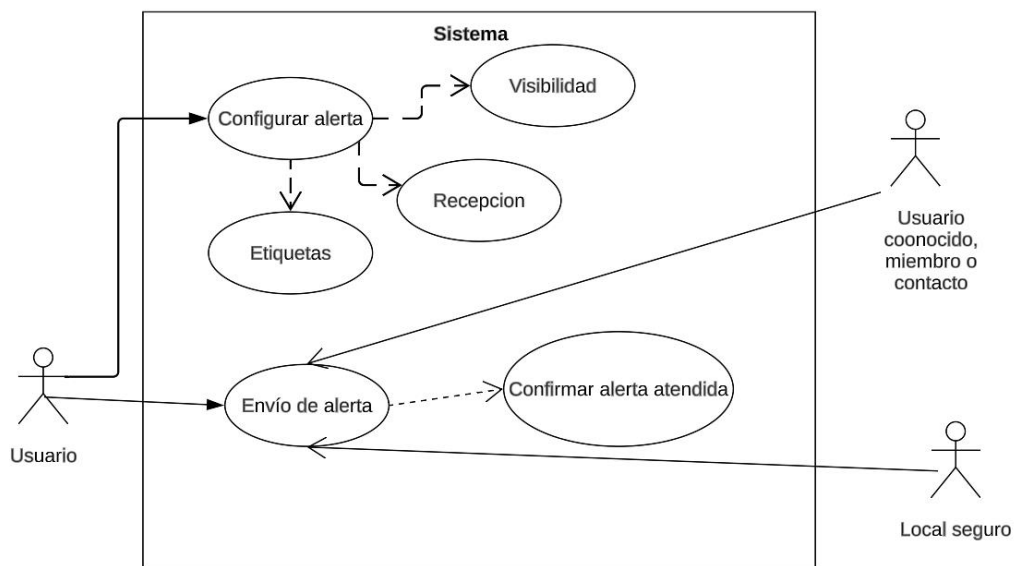 Sistema
Visibilidad
Configurar alerta
Recepcion
Etiquetas
Usuario
coonocido,
miembro o
contacto
Envío de alerta
Confirmar alerta atendida
Usuario
Local seguro